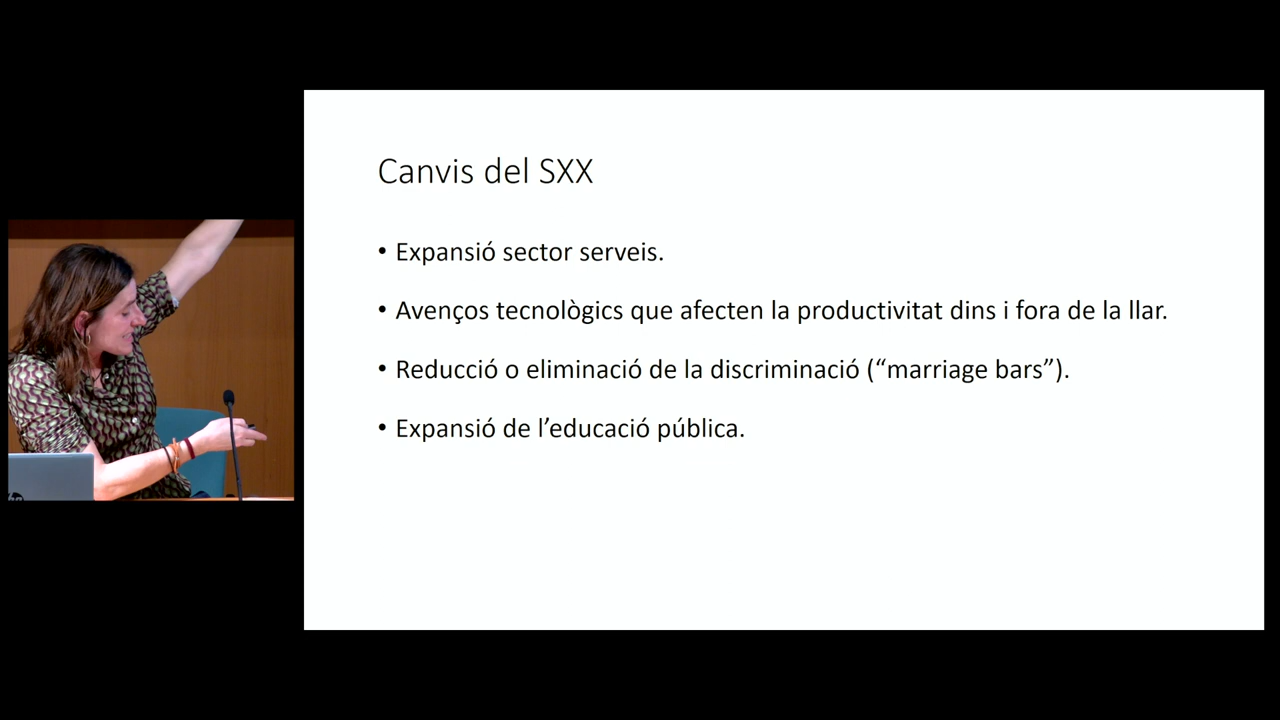 Canvis del SXX
• Expansió sector serveis.
• Avenços tecnològics que afecten la productivitat dins i fora de la llar.
• Reducció o eliminació de la discriminació (“marriage bars”).
• Expansió de l’educació pública.